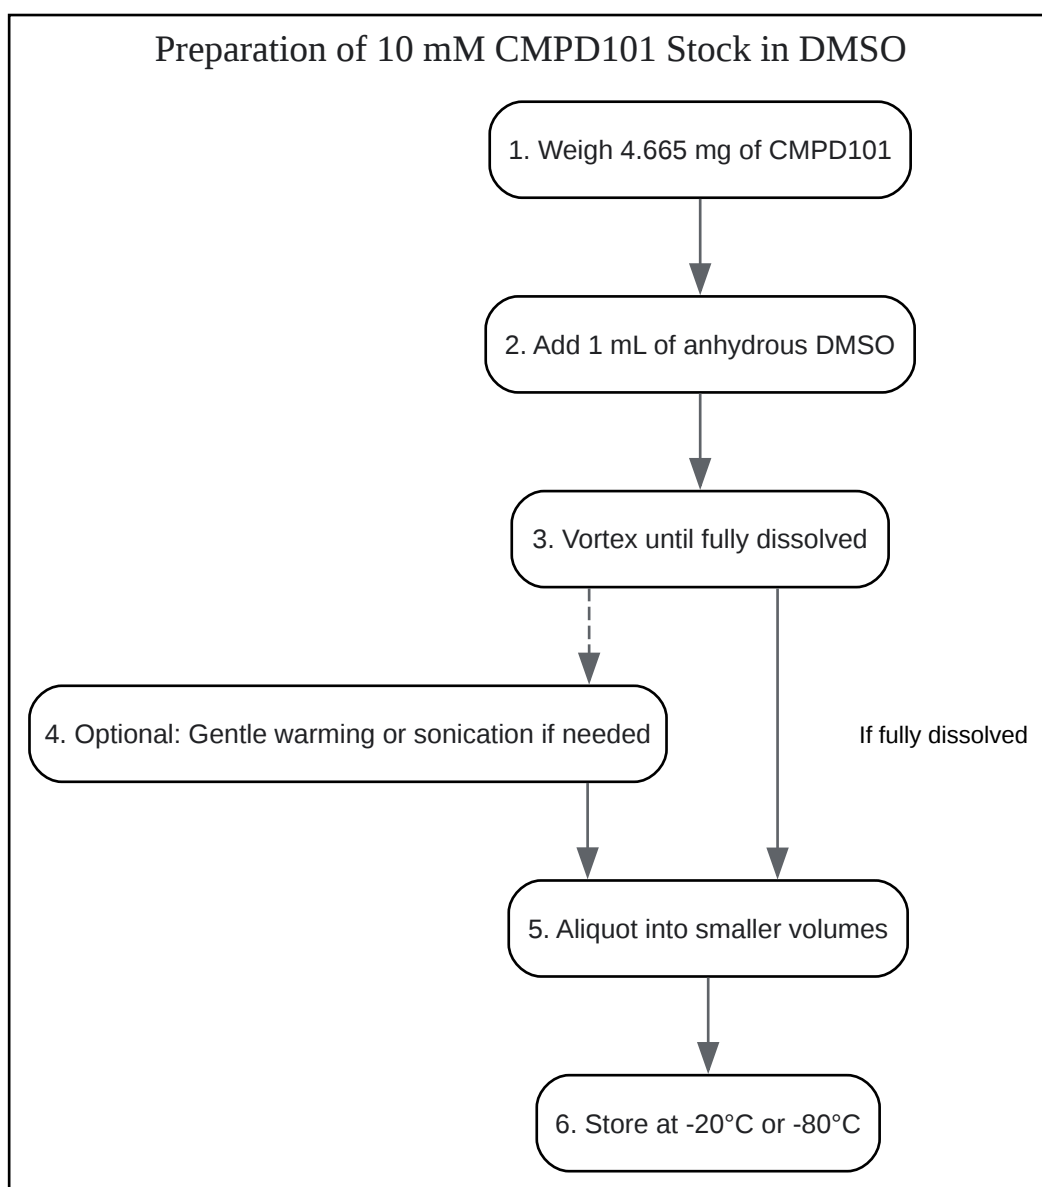 Preparation of 10 mM CMPD101 Stock in DMSO
1. Weigh 4.665 mg of CMPD101
2. Add 1 mL of anhydrous DMSO
3. Vortex until fully dissolved
4. Optional: Gentle warming or sonication if needed
If fully dissolved
5. Aliquot into smaller volumes
6. Store at -20°C or -80°C